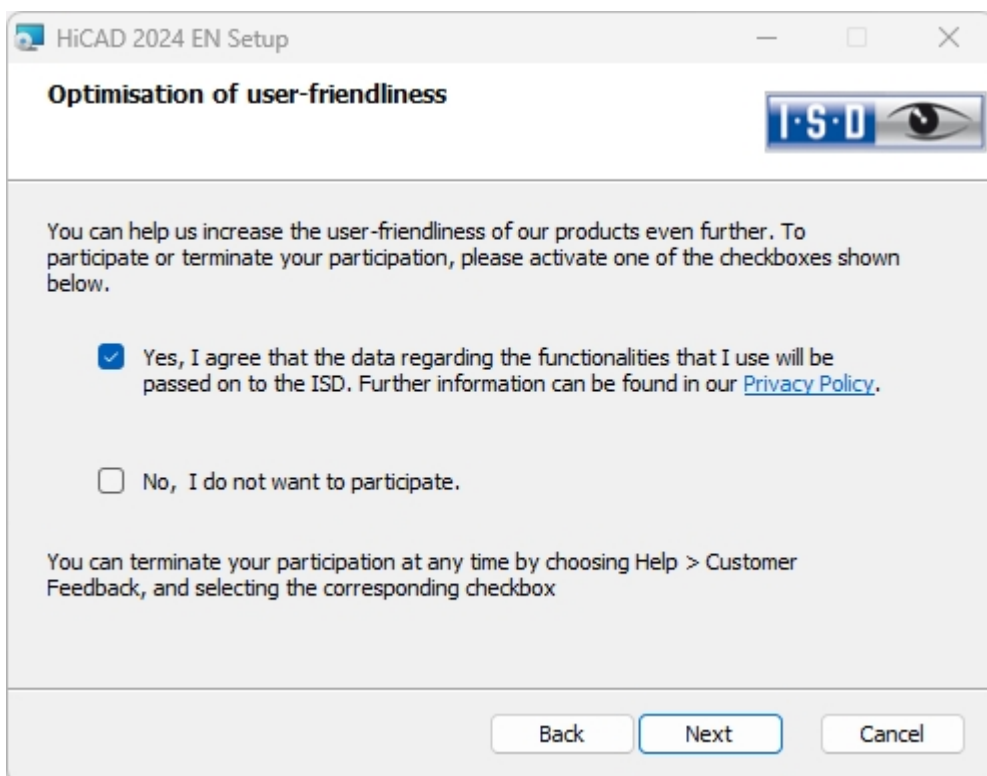 HiCAD 2024 EN Setup
Optimisation of user-friendliness
I·S·D
You can help us increase the user-friendliness of our products even further. To
participate or terminate your participation, please activate one of the checkboxes shown
below.
Yes, I agree that the data regarding the functionalities that I use will be
passed on to the ISD. Further information can be found in our Privacy Policy.
No,  I do not want to participate.
You can terminate your participation at any time by choosing Help > Customer
Feedback, and selecting the corresponding checkbox
Back Next Cancel